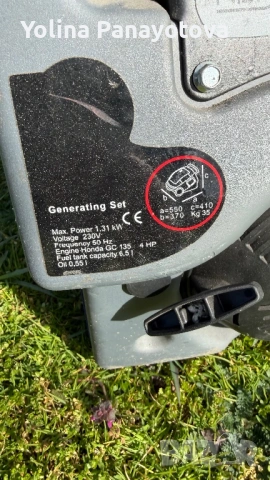 Yolina Panayotova
Generating Set
Max. Power 1,31 kW
Voltage 230V
Frequency 50 Hz
Engine Honda GC 135 4 HP
Fuel tank capacity 6,5 l
Oil 0,55 l
CE
c
b
a
a=550 c=410
b=370 Kg 35